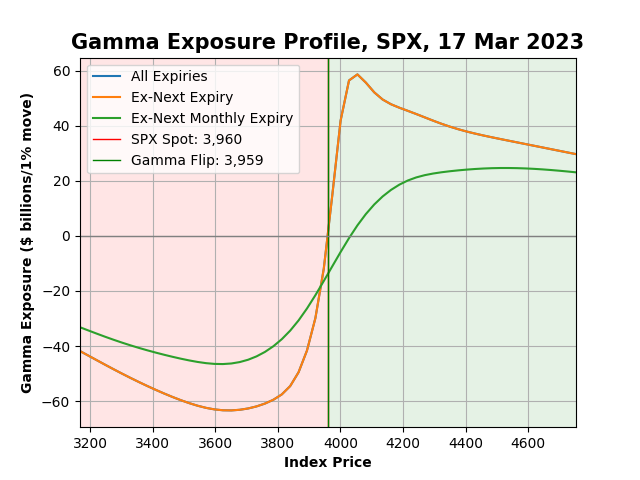 Gamma Exposure Profile, SPX, 17 Mar 2023
All Expiries
Ex-Next Expiry
Ex-Next Monthly Expiry
SPX Spot: 3,960
Gamma Flip: 3,959
60
40
20
0
−20
−40
−60
Gamma Exposure ($ billions/1% move)
3200 3400 3600 3800 4000 4200 4400 4600
Index Price